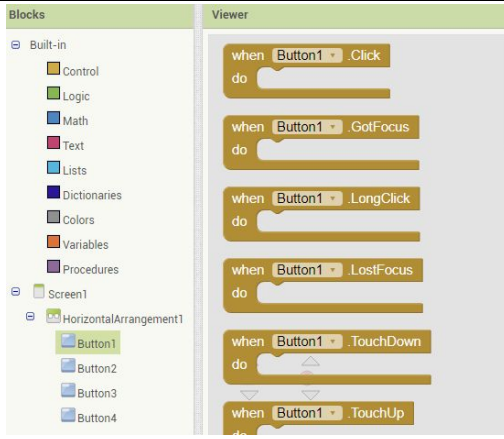 Blocks
Viewer
Built-in
Control
Logic
Math
Text
Lists
Dictionaries
Colors
Variables
Procedures
Screen1
HorizontalArrangement1
Button1
Button2
Button3
Button4
when Button1 .Click
do
when Button1 .GotFocus
do
when Button1 .LongClick
do
when Button1 .LostFocus
do
when Button1 .TouchDown
do
when Button1 .TouchUp
do